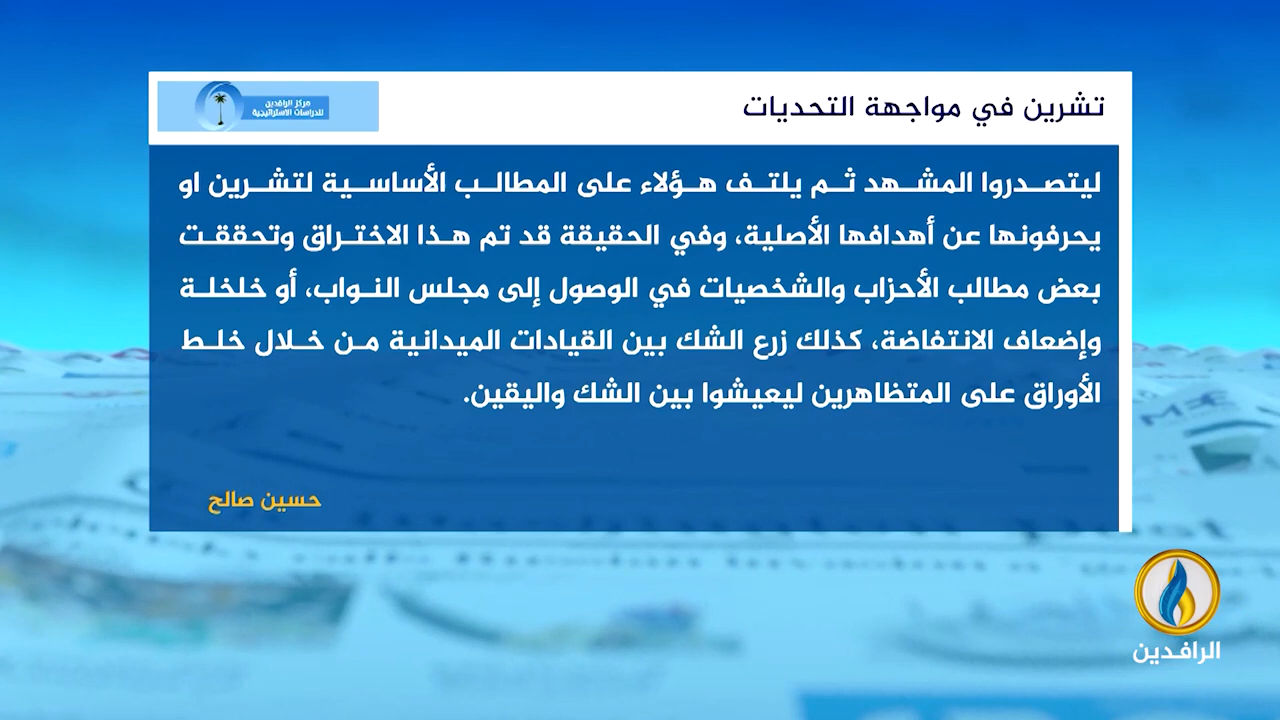 تشرين في مواجهة التحديات
مركز الرافدين
للدراسات الاستراتيجية
ليتصدروا المشهد ثم يلتف هؤلاء على المطالب الأساسية لتشرين او
يحرفونها عن أهدافها الأصلية، وفي الحقيقة قد تم هذا الاختراق وتحققت
بعض مطالب الأحزاب والشخصيات في الوصول إلى مجلس النواب، أو خلخلة
وإضعاف الانتفاضة، كذلك زرع الشك بين القيادات الميدانية من خلال خلط
الأوراق على المتظاهرين ليعيشوا بين الشك واليقين.
حسين صالح
الرافدين